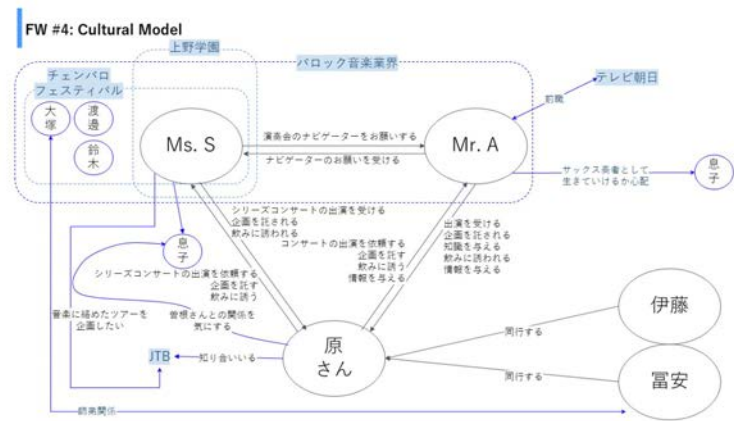 FW #4: Cultural Model
上野学園
バロック音楽業界
チェンバロ
フェスティバル
テレビ朝日
前職
大
塚
渡
邊
鈴
木
Ms. S
Mr. A
演奏会のナビゲーターをお願いする
ナビゲーターのお願いを受ける
サックス奏者として
生きていけるか心配
息
子
シリーズコンサートの出演を受ける
企画を託される
飲みに誘われる
コンサートの出演を依頼する
企画を託す
飲みに誘う
情報を与える
出演を受ける
企画を託される
知識を与える
飲みに誘われる
情報を与える
息
子
シリーズコンサートの出演を依頼する
企画を託す
飲みに誘う
音楽に絡めたツアーを
企画したい
曽根さんとの関係を
気にする
原
さん
伊藤
同行する
JTB
知り合いいる
同行する
冨安
師弟関係